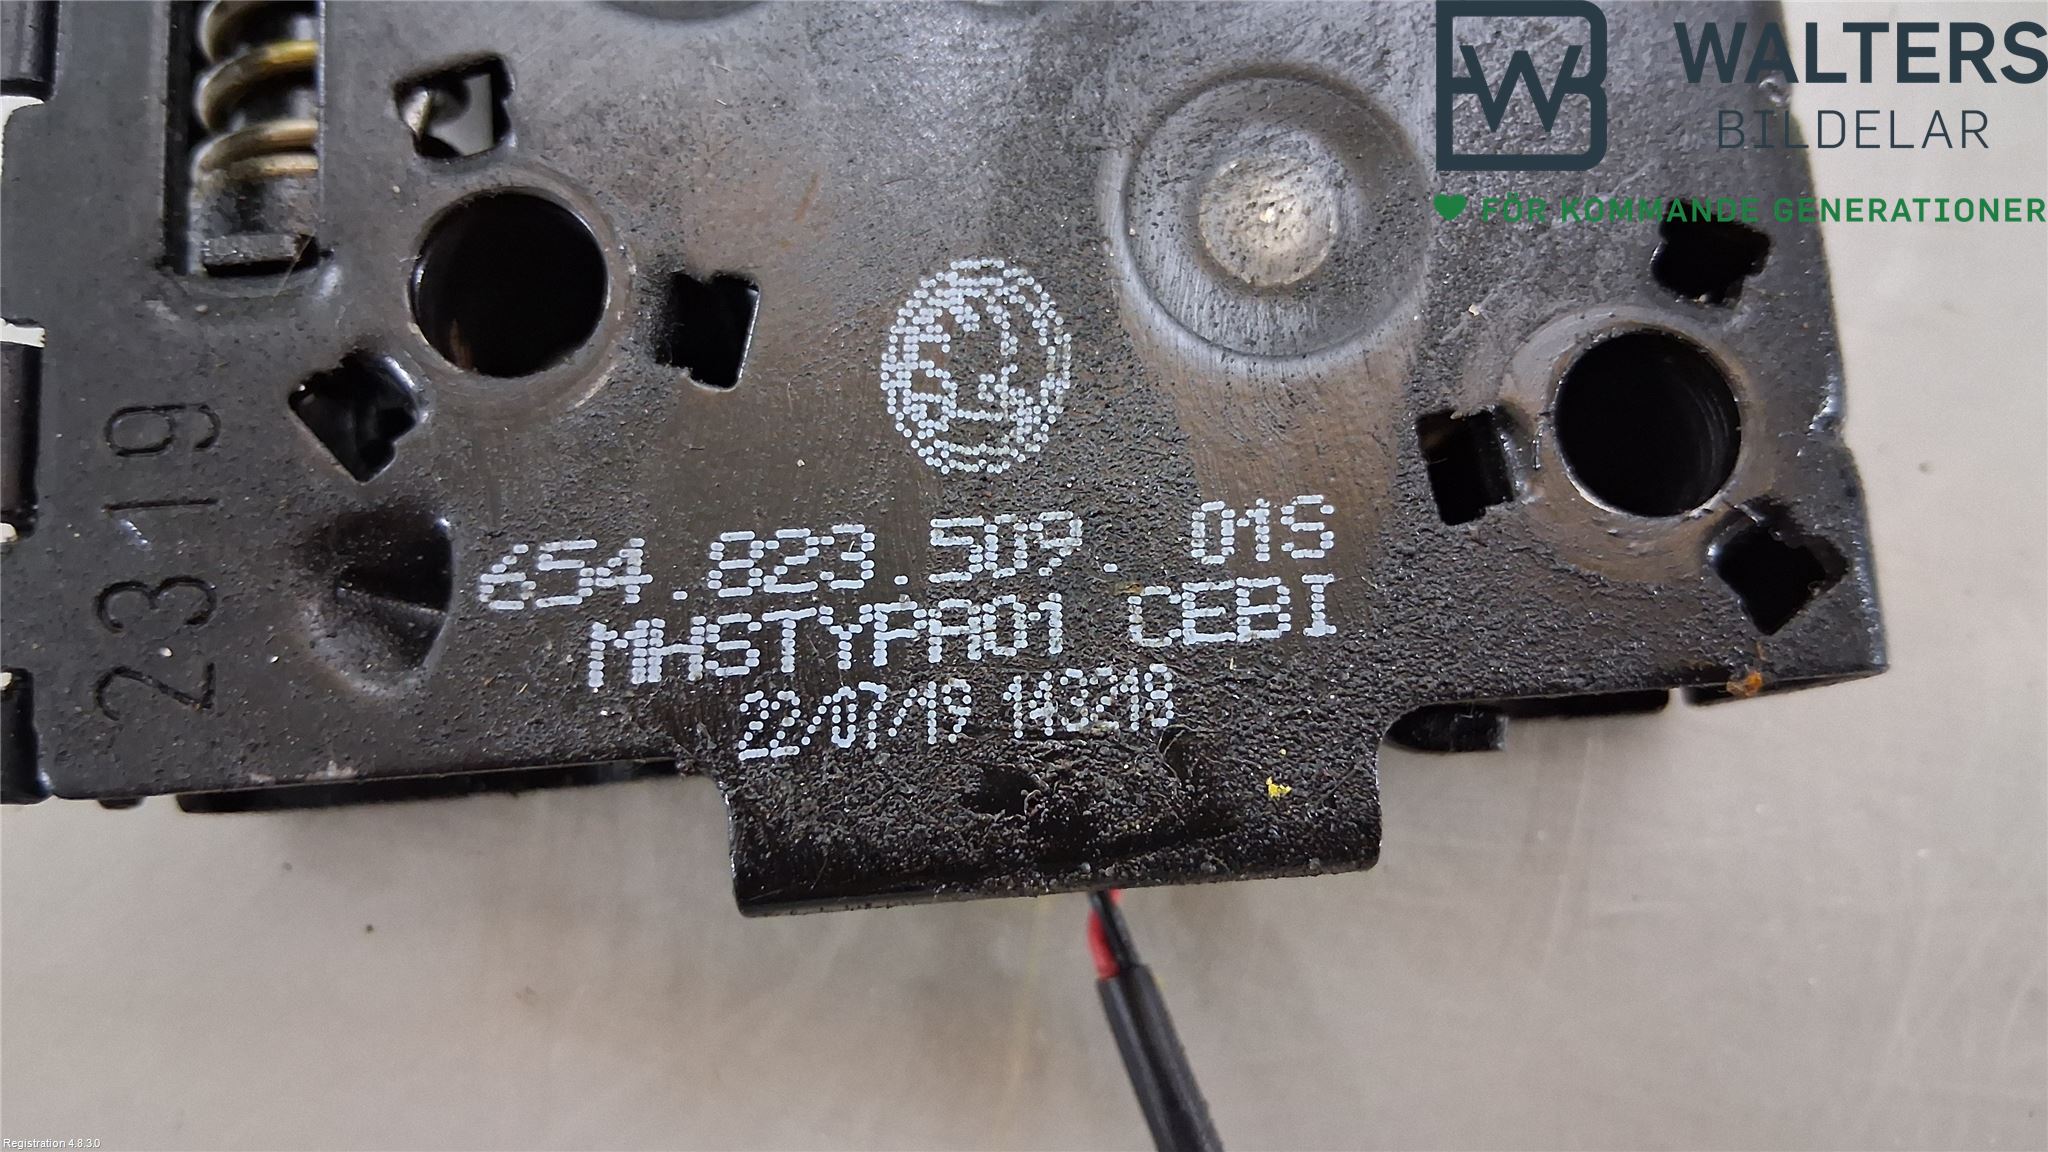 WALTERS
BILDELAR
FÖR KOMMANDE GENERATIONER
2319
654.823.509. 01S
MHSTYPA01 CEBI
22/07/19 143218
Registration 4.8.3.0